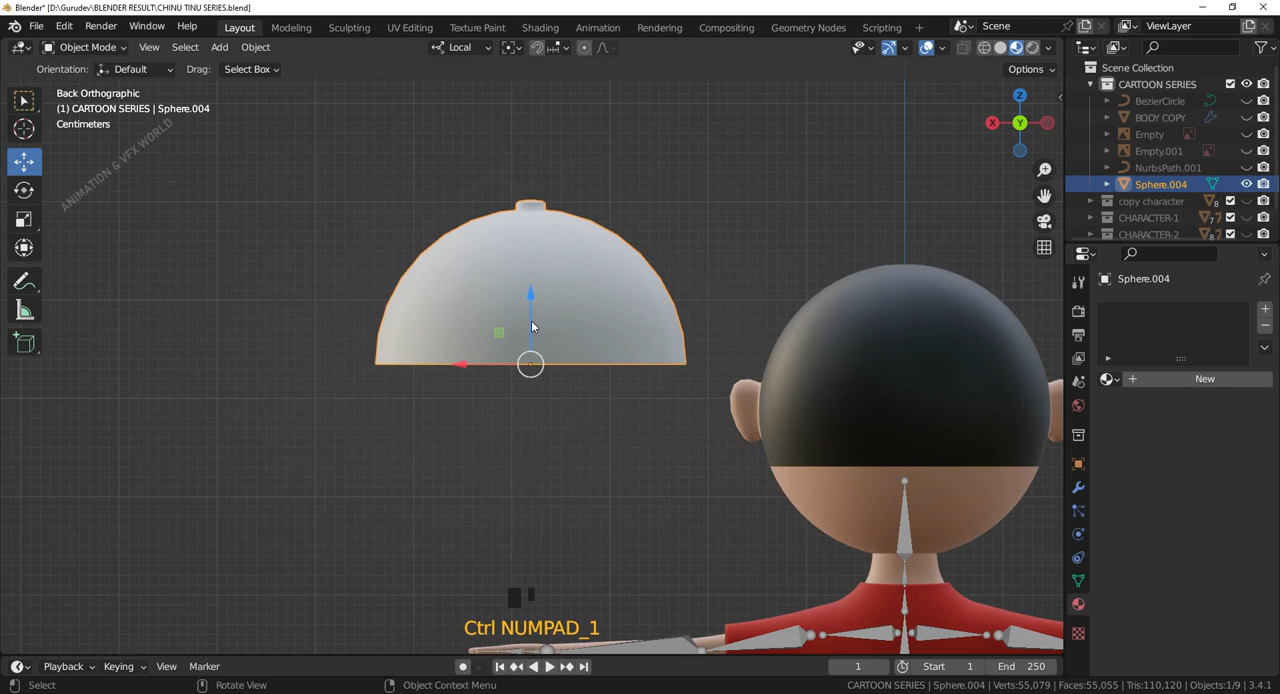 Blender* [D:\Gurudev\BLENDER RESULT\CHINU TINU SERIES.blend]
File Edit Render Window Help Layout Modeling Sculpting UV Editing Texture Paint Shading Animation Rendering Compositing Geometry Nodes Scripting + Scene ViewLayer
Object Mode View Select Add Object Local
Orientation: Default Drag: Select Box Options
Scene Collection
CARTOON SERIES
BezierCircle
BODY COPY
Empty
Empty.001
NurbsPath.001
Sphere.004
copy character 8
CHARACTER-1 7
CHARACTER-2 8
Back Orthographic
(1) CARTOON SERIES | Sphere.004
Centimeters
ANIMATION & VFX WORLD
Z
X Y
Sphere.004
+ New
Ctrl NUMPAD_1
Playback Keying View Marker 1 Start 1 End 250
Select Rotate View Object Context Menu CARTOON SERIES | Sphere.004 | Verts:55,079 | Faces:55,055 | Tris:110,120 | Objects:1/9 | 3.4.1